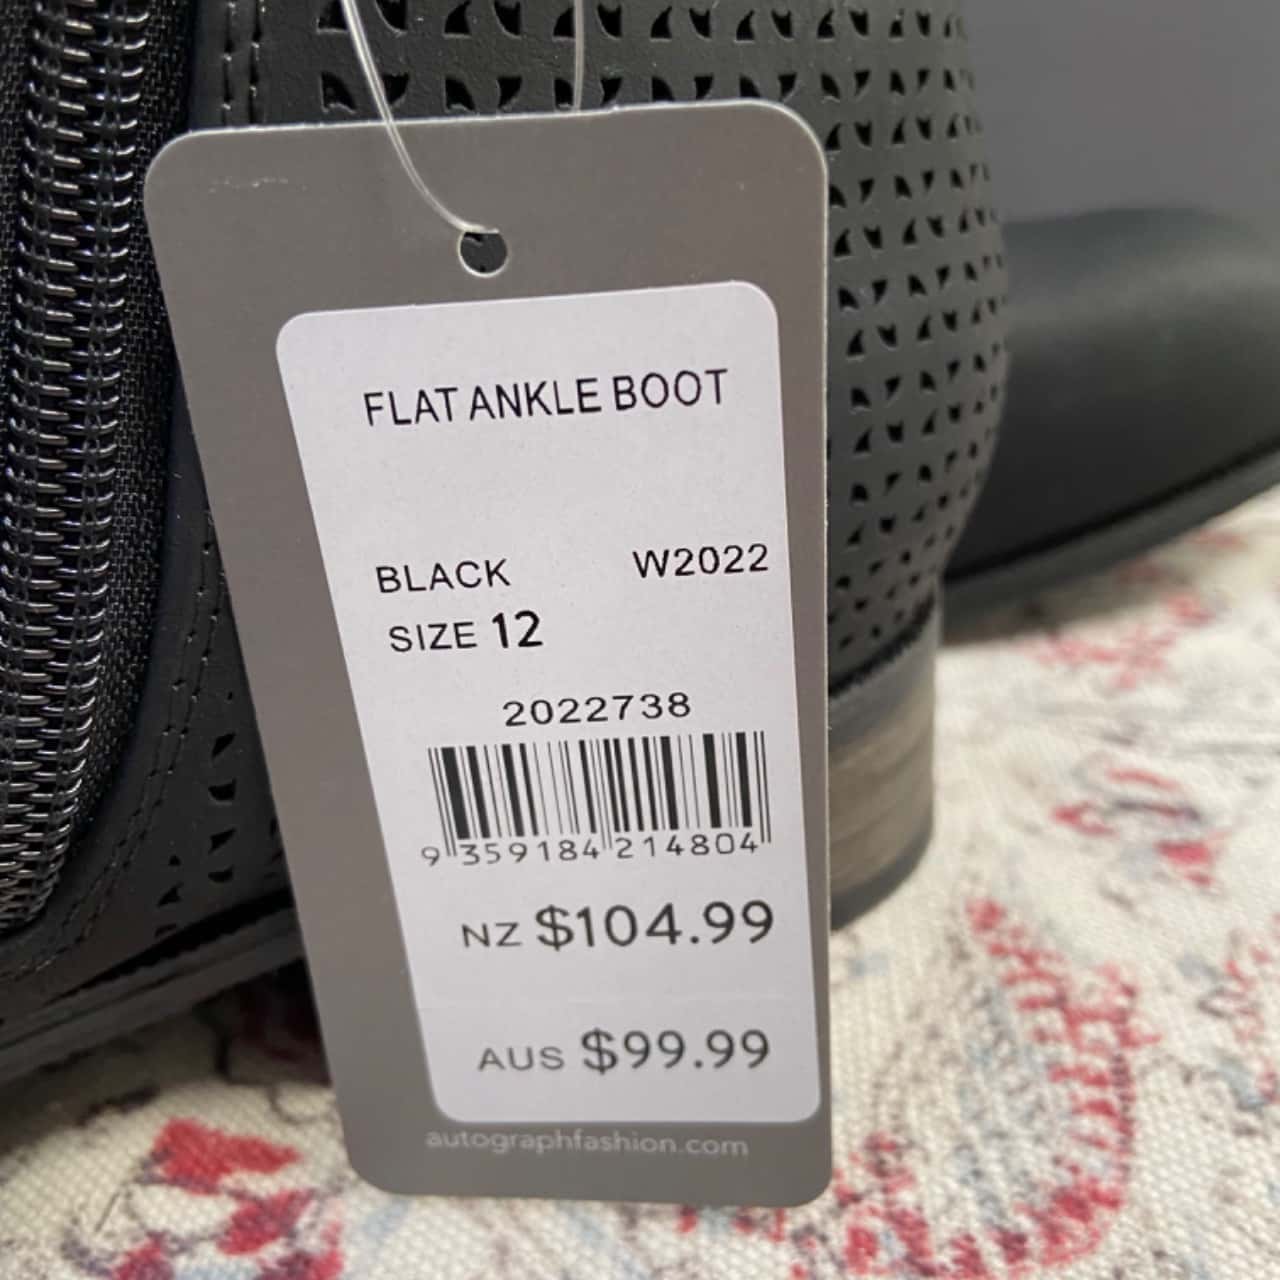 FLAT ANKLE BOOT
BLACK W2022
SIZE 12
2022738
9 359184 214804
NZ $104.99
AUS $99.99
autographfashion.com